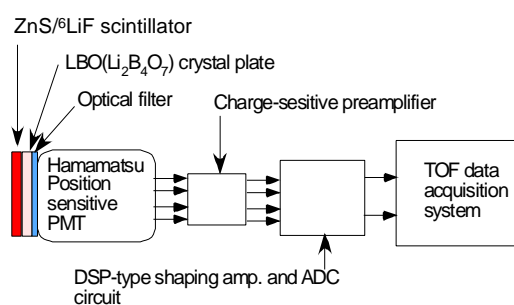 ZnS/⁶LiF scintillator
LBO(Li₂B₄O₇) crystal plate
Optical filter
Charge-sesitive preamplifier
Hamamatsu
Position
sensitive
PMT
TOF data
acquisition
system
DSP-type shaping amp. and ADC
circuit